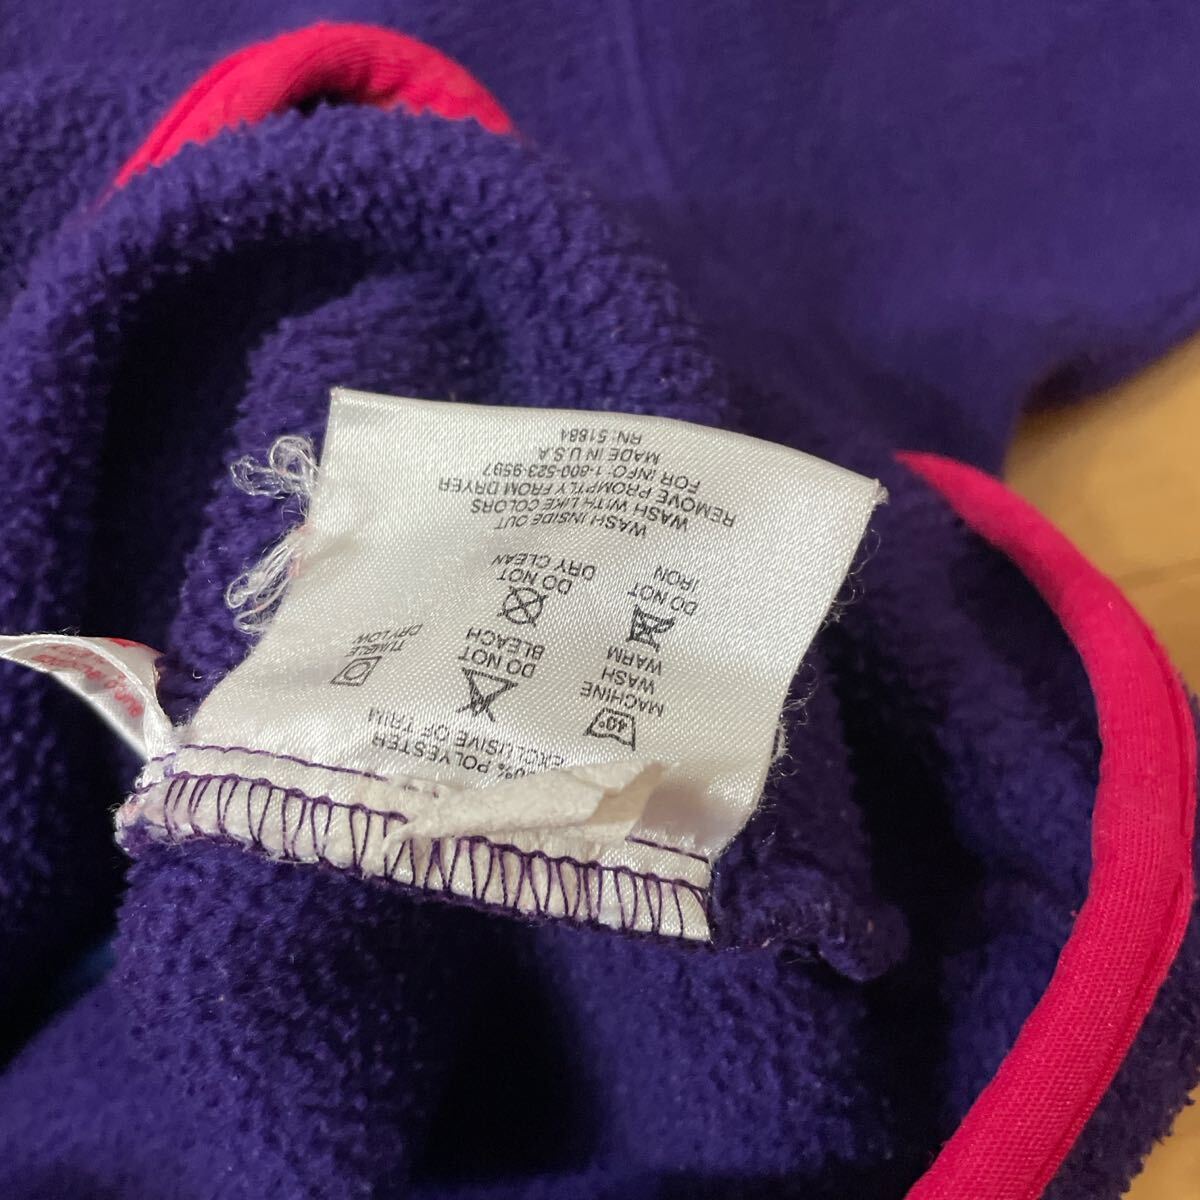 POLYESTER
EXCLUSIVE OF TRIM
40°
MACHINE
WASH
WARM
DO NOT
BLEACH
TUMBLE
DRY LOW
DO NOT
IRON
DO NOT
DRY CLEAN
WASH INSIDE OUT
WASH WITH LIKE COLORS
REMOVE PROMPTLY FROM DRYER
FOR INFO: 1-800-523 9597
MADE IN U.S.A
RN: 51884